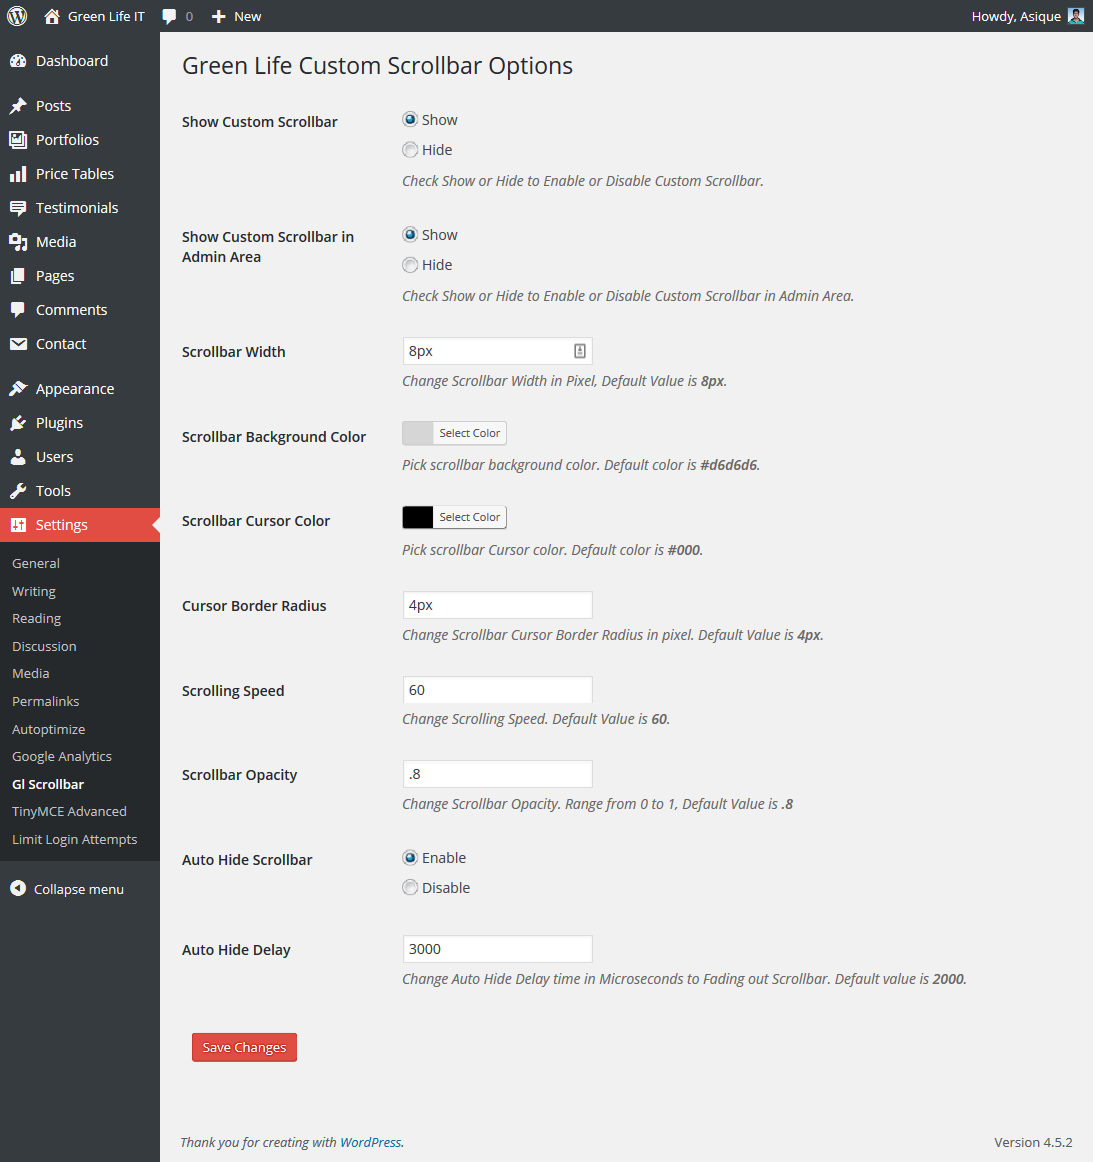 Green Life IT 0 New Howdy, Asique
Dashboard
Posts
Portfolios
Price Tables
Testimonials
Media
Pages
Comments
Contact
Appearance
Plugins
Users
Tools
Settings
General
Writing
Reading
Discussion
Media
Permalinks
Autoptimize
Google Analytics
Gl Scrollbar
TinyMCE Advanced
Limit Login Attempts
Collapse menu
Green Life Custom Scrollbar Options
Show Custom Scrollbar
Show
Hide
Check Show or Hide to Enable or Disable Custom Scrollbar.
Show Custom Scrollbar in
Admin Area
Show
Hide
Check Show or Hide to Enable or Disable Custom Scrollbar in Admin Area.
Scrollbar Width
8px
Change Scrollbar Width in Pixel, Default Value is 8px.
Scrollbar Background Color
Select Color
Pick scrollbar background color. Default color is #d6d6d6.
Scrollbar Cursor Color
Select Color
Pick scrollbar Cursor color. Default color is #000.
Cursor Border Radius
4px
Change Scrollbar Cursor Border Radius in pixel. Default Value is 4px.
Scrolling Speed
60
Change Scrolling Speed. Default Value is 60.
Scrollbar Opacity
.8
Change Scrollbar Opacity. Range from 0 to 1, Default Value is .8
Auto Hide Scrollbar
Enable
Disable
Auto Hide Delay
3000
Change Auto Hide Delay time in Microseconds to Fading out Scrollbar. Default value is 2000.
Save Changes
Thank you for creating with WordPress.
Version 4.5.2